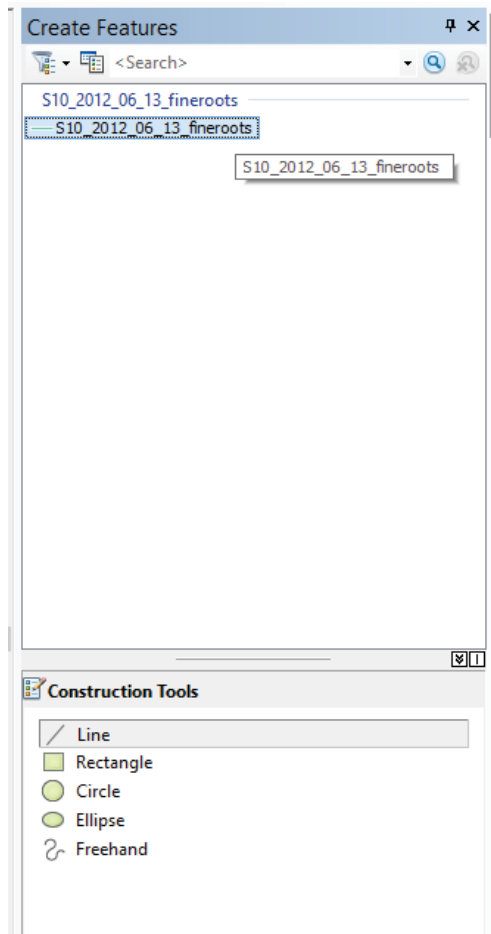 Create Features
<Search>
S10_2012_06_13_fineroots
S10_2012_06_13_fineroots
S10_2012_06_13_fineroots
Construction Tools
Line
Rectangle
Circle
Ellipse
Freehand